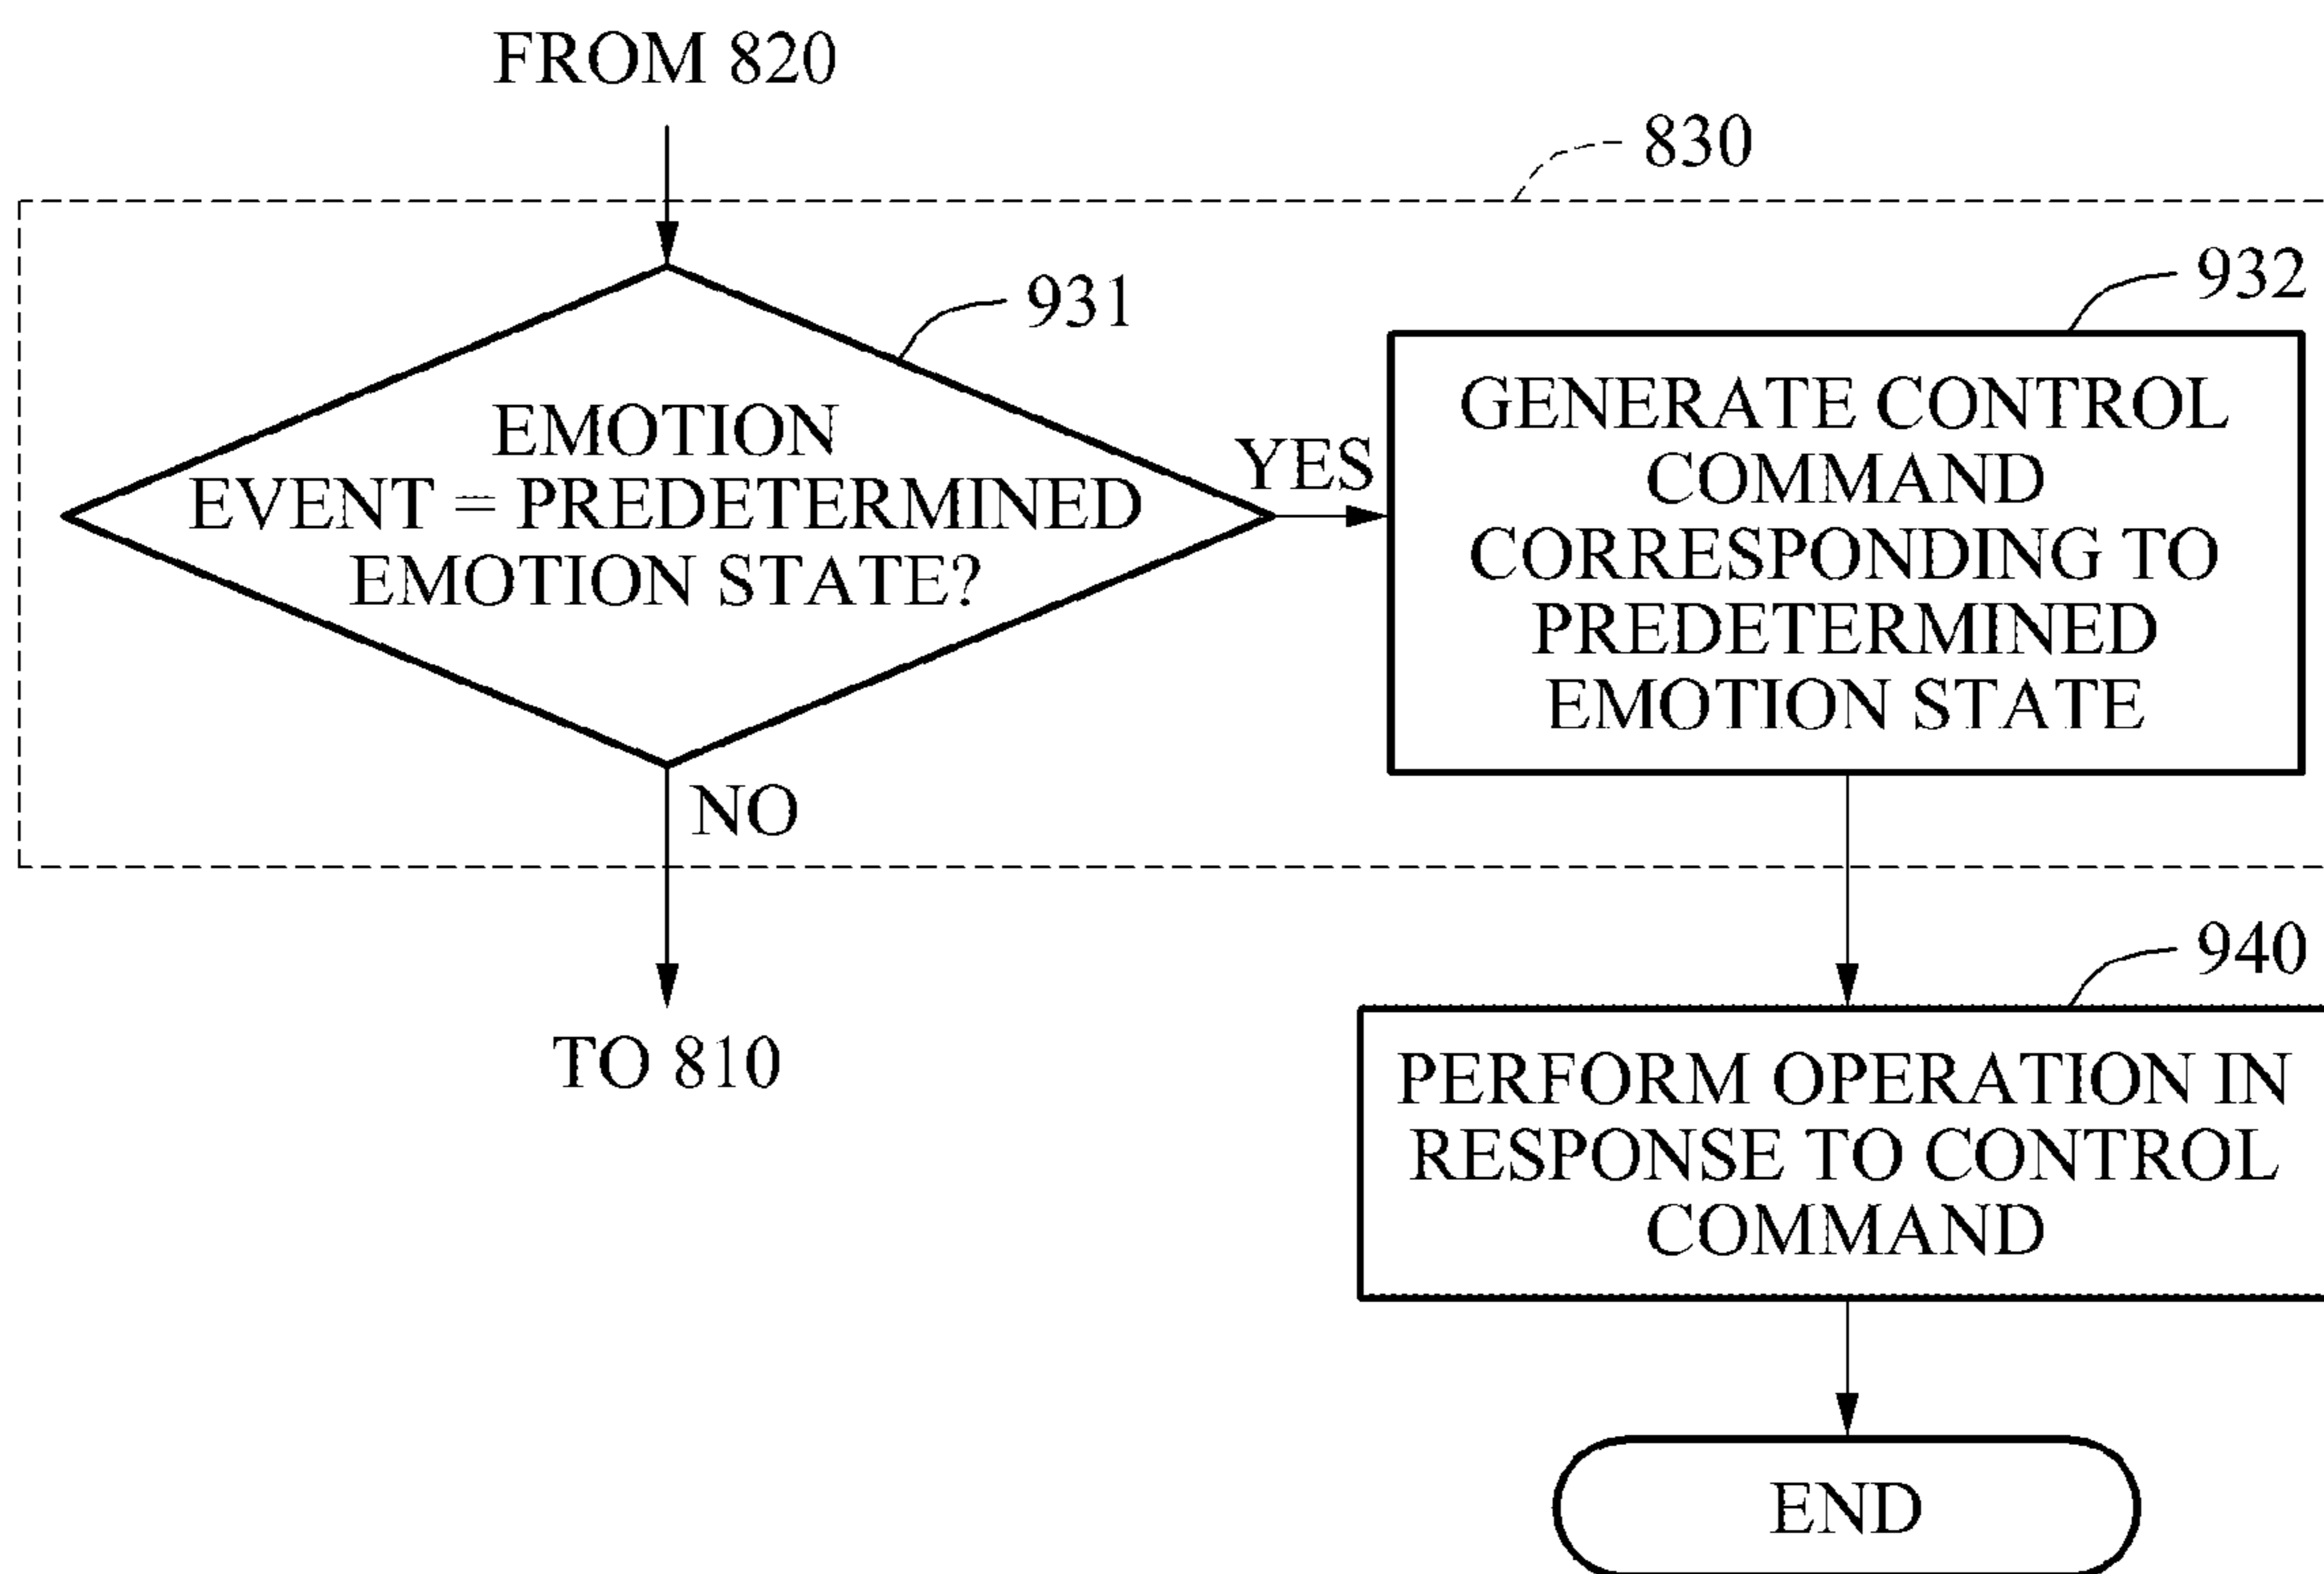 FROM 820
830
931
EMOTION
EVENT = PREDETERMINED
EMOTION STATE?
YES
932
GENERATE CONTROL
COMMAND
CORRESPONDING TO
PREDETERMINED
EMOTION STATE
NO
TO 810
940
PERFORM OPERATION IN
RESPONSE TO CONTROL
COMMAND
END